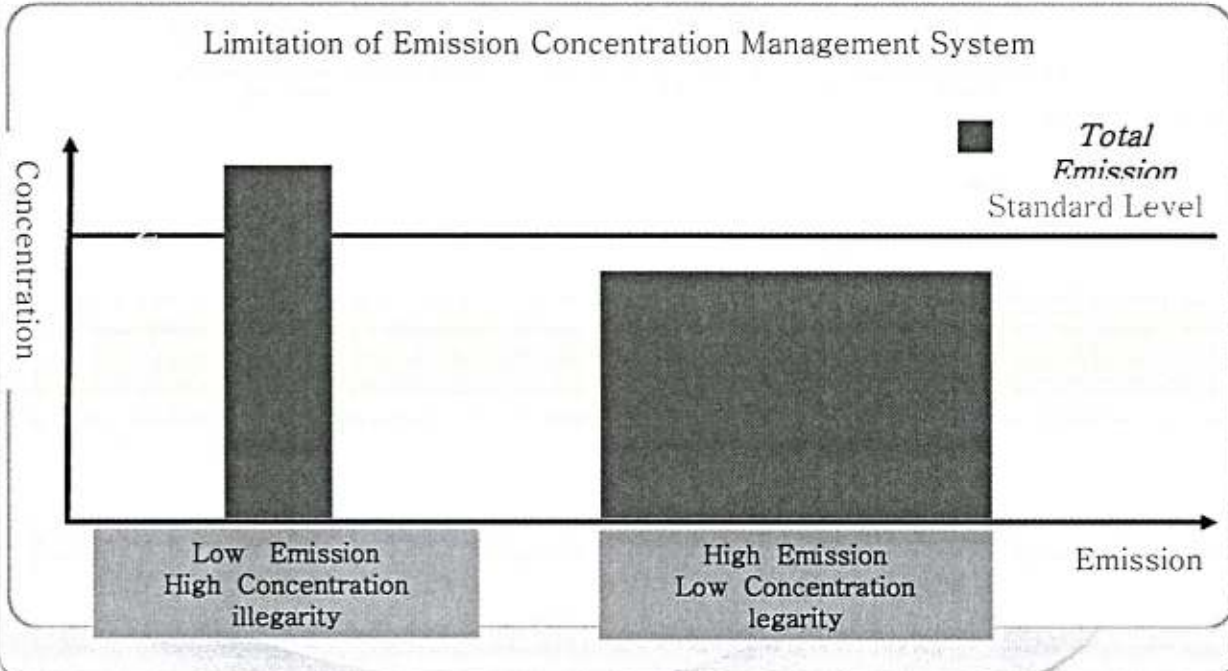 Limitation of Emission Concentration Management System
Total
Emission
Standard Level
Concentration
Emission
Low Emission
High Concentration
illegarity
High Emission
Low Concentration
legarity